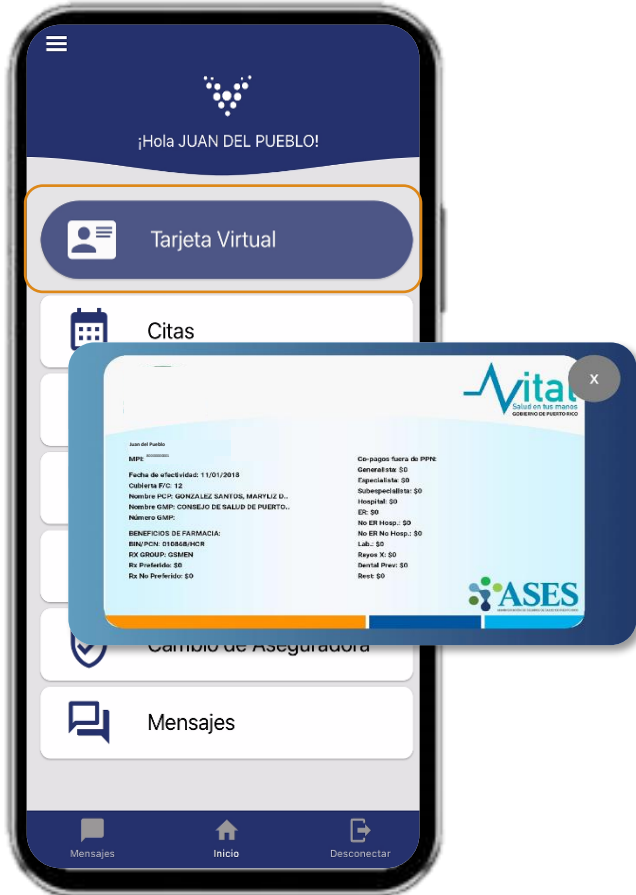 ¡Hola JUAN DEL PUEBLO!
Tarjeta Virtual
Citas
x
Vital
Salud en tus manos
GOBIERNO DE PUERTO RICO
Juan del Pueblo
MPI:
Fecha de efectividad: 11/01/2018
Cubierta F/C: 12
Nombre PCP: GONZALEZ SANTOS, MARYLIZ D..
Nombre GMP: CONSEJO DE SALUD DE PUERTO..
Número GMP:
BENEFICIOS DE FARMACIA:
BIN/PCN: 010868/HCR
RX GROUP: GSMEN
Rx Preferido: $0
Rx No Preferido: $0
Co-pagos fuera de PPN:
Generalista: $0
Especialista: $0
Subespecialista: $0
Hospital: $0
ER: $0
No ER Hosp.: $0
No ER No Hosp.: $0
Lab.: $0
Rayos X: $0
Dental Prev: $0
Rest: $0
ASES
Cambio de Aseguradora
Mensajes
Mensajes
Inicio
Desconectar